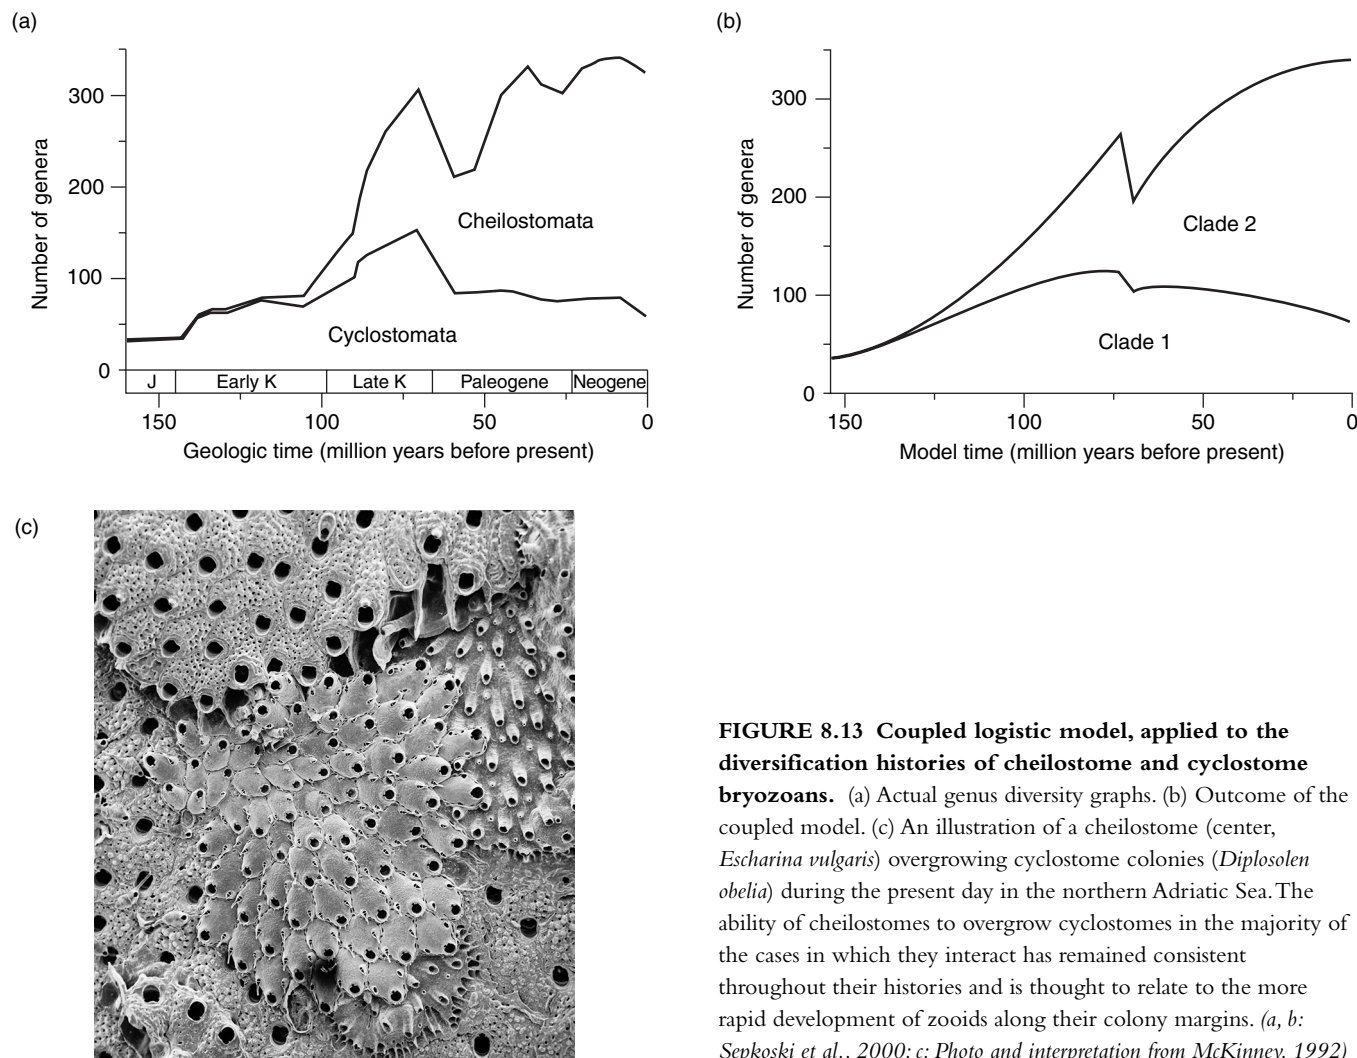 (a)
Number of genera
300
200
100
0
Cheilostomata
Cyclostomata
J
Early K
Late K
Paleogene
Neogene
150
100
50
0
Geologic time (million years before present)
(b)
Number of genera
300
200
100
0
Clade 2
Clade 1
150
100
50
0
Model time (million years before present)
(c)
FIGURE 8.13 Coupled logistic model, applied to the
diversification histories of cheilostome and cyclostome
bryozoans. (a) Actual genus diversity graphs. (b) Outcome of the
coupled model. (c) An illustration of a cheilostome (center,
Escharina vulgaris) overgrowing cyclostome colonies (Diplosolen
obelia) during the present day in the northern Adriatic Sea. The
ability of cheilostomes to overgrow cyclostomes in the majority of
the cases in which they interact has remained consistent
throughout their histories and is thought to relate to the more
rapid development of zooids along their colony margins. (a, b:
Sepkoski et al., 2000; c: Photo and interpretation from McKinney, 1992)